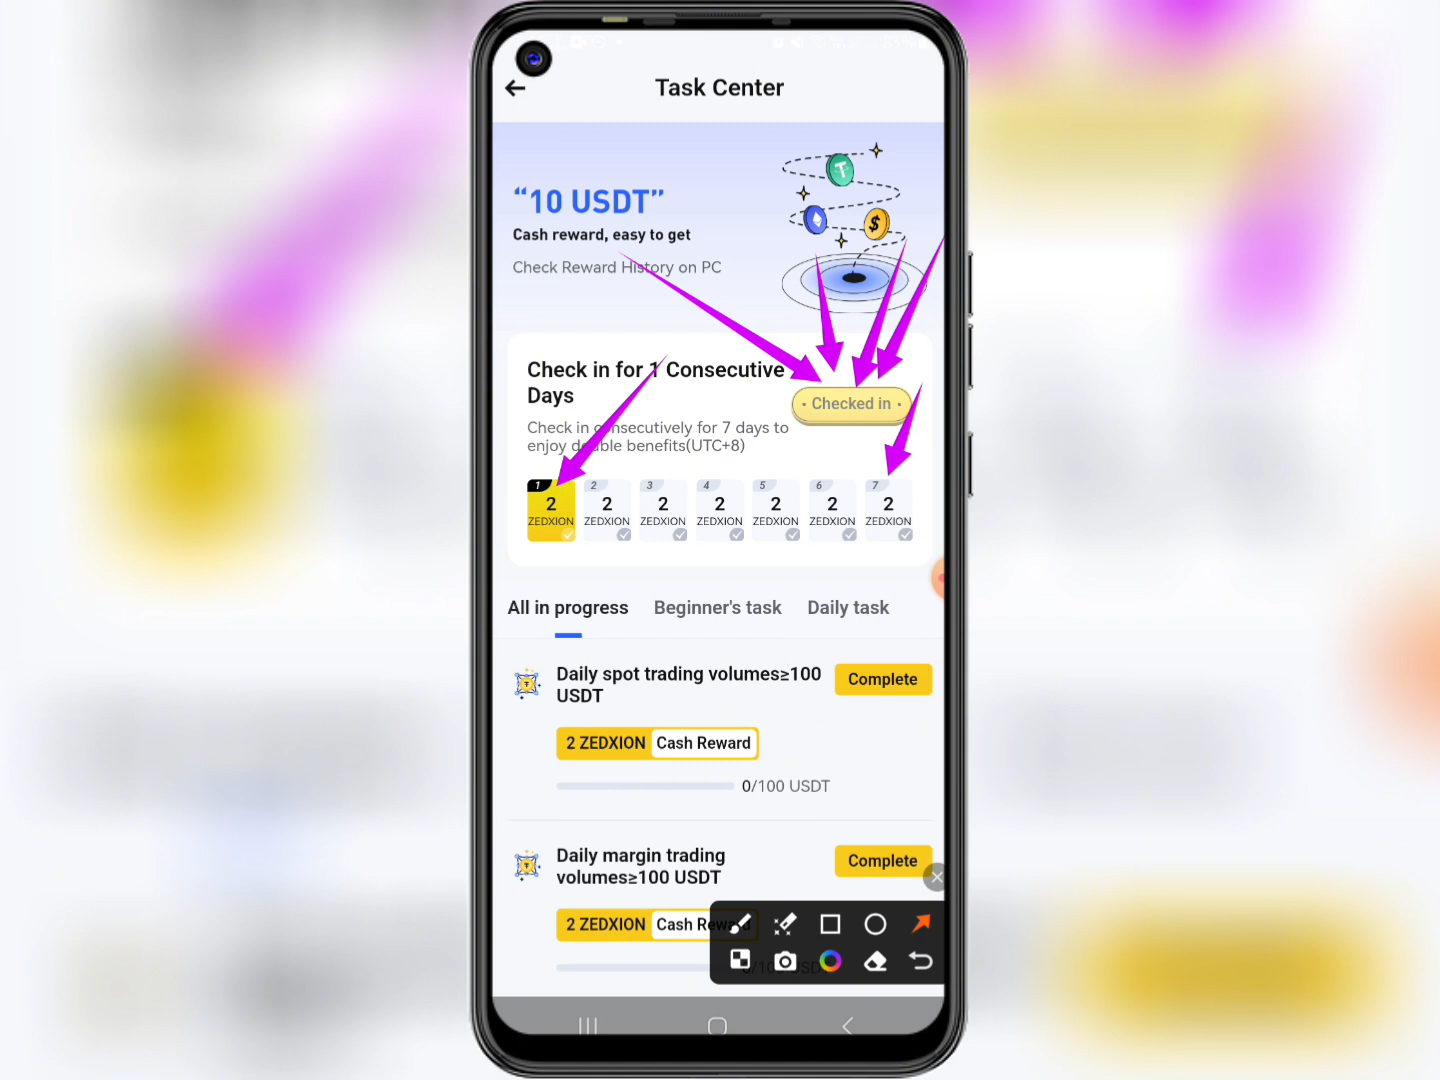 Task Center
“10 USDT”
Cash reward, easy to get
Check Reward History on PC
Check in for 1 Consecutive
Days
· Checked in ·
Check in consecutively for 7 days to
enjoy double benefits(UTC+8)
1 2 3 4 5 6 7
2 2 2 2 2 2 2
ZEDXION ZEDXION ZEDXION ZEDXION ZEDXION ZEDXION ZEDXION
All in progress Beginner's task Daily task
Daily spot trading volumes≥100
USDT
Complete
2 ZEDXION Cash Reward
0/100 USDT
Daily margin trading
volumes≥100 USDT
Complete
2 ZEDXION Cash Reward
0/100 USDT